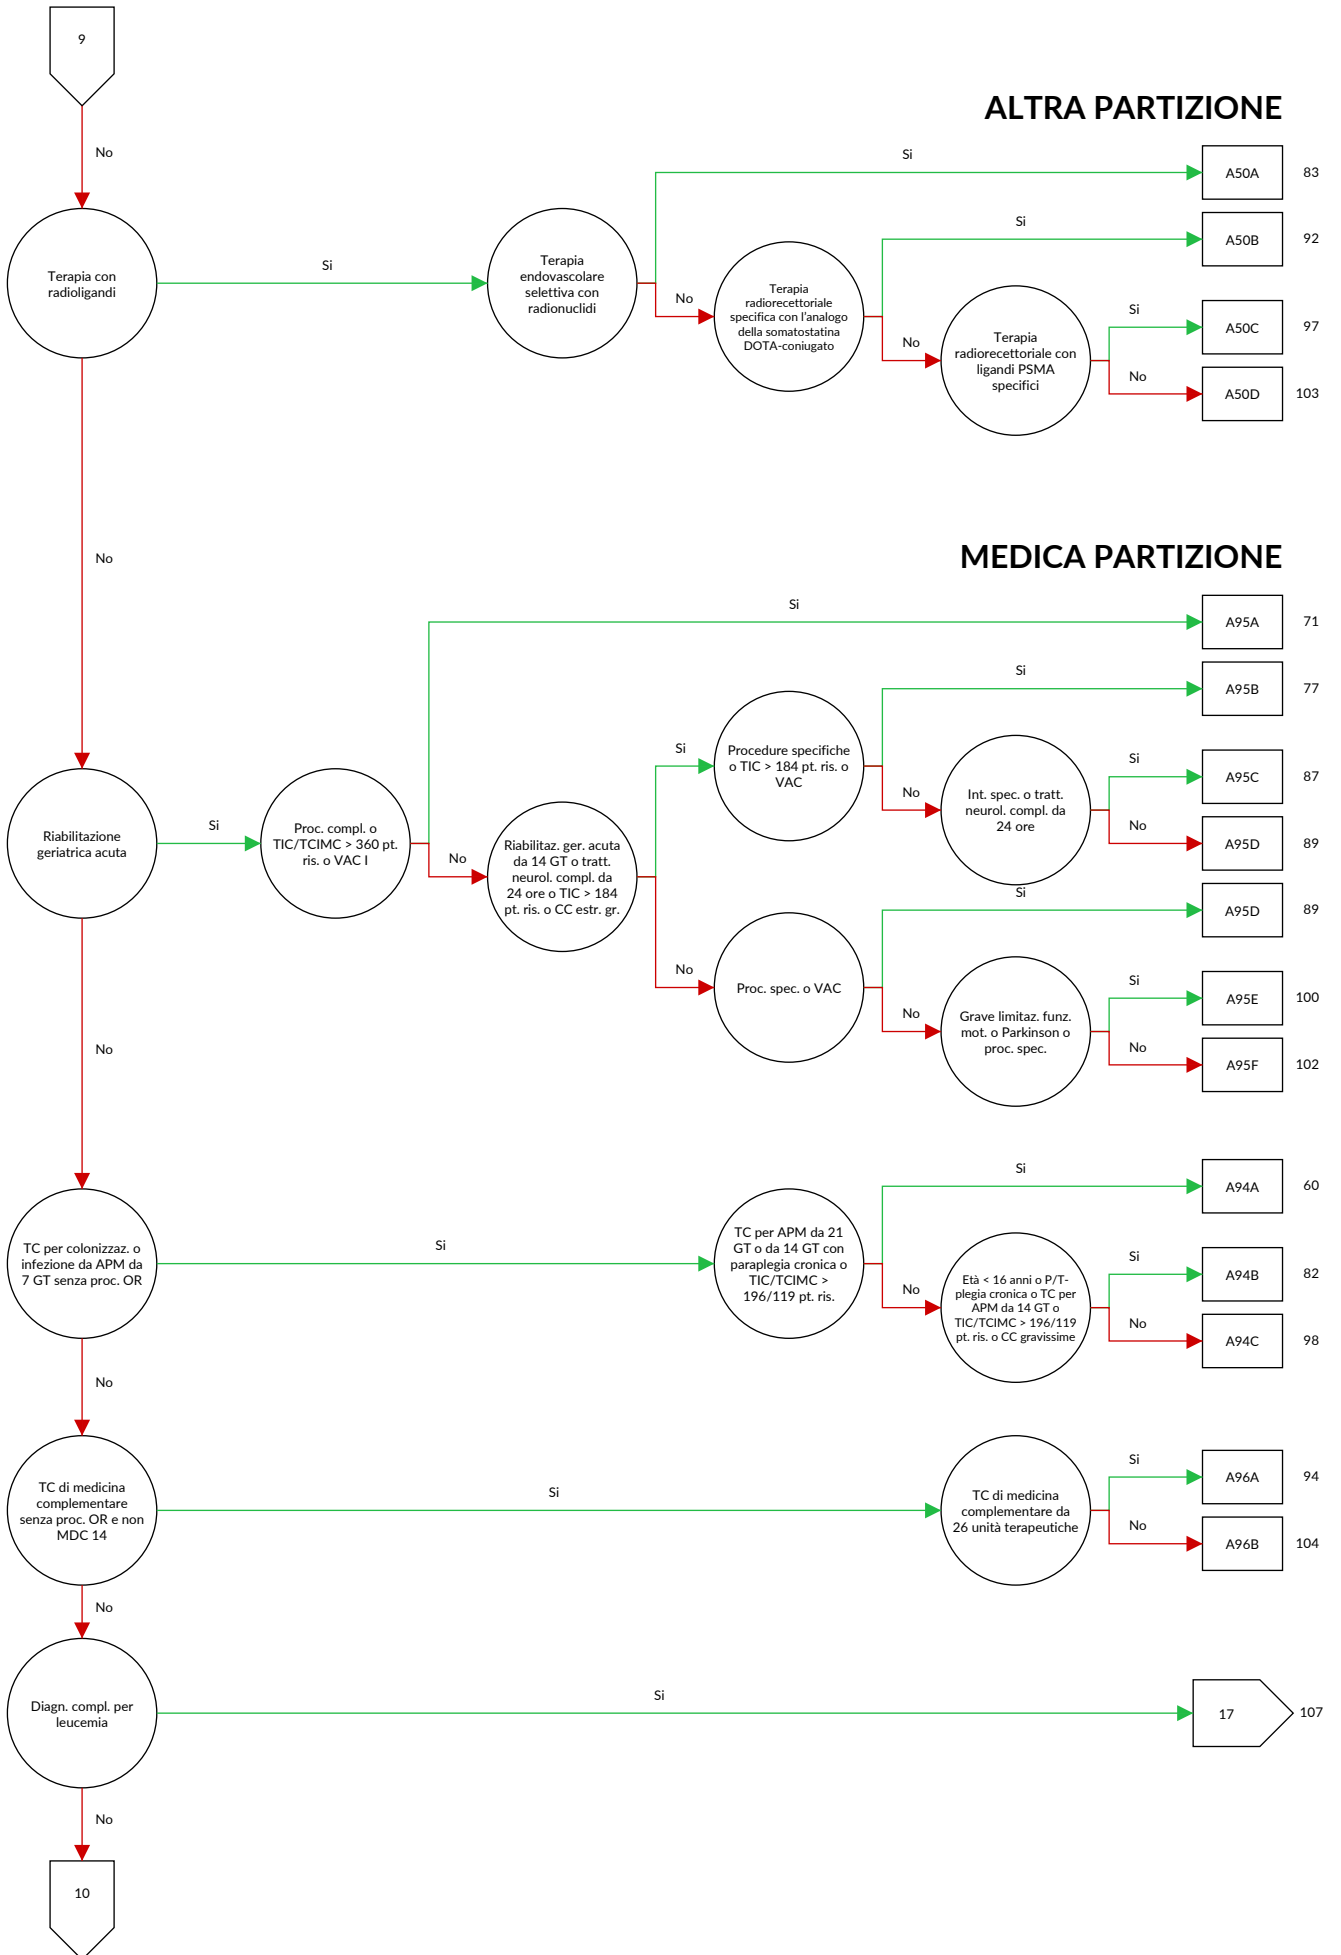 9
No
ALTRA PARTIZIONE
Terapia con
radioligandi
Si
Terapia
endovascolare
selettiva con
radionuclidi
Si
A50A
83
No
Terapia
radiorecettoriale
specifica con l'analogo
della somatostatina
DOTA-coniugato
Si
A50B
92
No
Terapia
radiorecettoriale con
ligandi PSMA
specifici
Si
A50C
97
No
A50D
103
No
MEDICA PARTIZIONE
Riabilitazione
geriatrica acuta
Si
Proc. compl. o
TIC/TCIMC > 360 pt.
ris. o VAC I
Si
A95A
71
No
Riabilitaz. ger. acuta
da 14 GT o tratt.
neurol. compl. da
24 ore o TIC > 184
pt. ris. o CC estr. gr.
Si
Procedure specifiche
o TIC > 184 pt. ris. o
VAC
Si
A95B
77
No
Int. spec. o tratt.
neurol. compl. da
24 ore
Si
A95C
87
No
A95D
89
No
Proc. spec. o VAC
Si
A95D
89
No
Grave limitaz. funz.
mot. o Parkinson o
proc. spec.
Si
A95E
100
No
A95F
102
No
TC per colonizzaz. o
infezione da APM da
7 GT senza proc. OR
Si
TC per APM da 21
GT o da 14 GT con
paraplegia cronica o
TIC/TCIMC >
196/119 pt. ris.
Si
A94A
60
No
Età < 16 anni o P/T-
plegia cronica o TC per
APM da 14 GT o
TIC/TCIMC > 196/119
pt. ris. o CC gravissime
Si
A94B
82
No
A94C
98
No
TC di medicina
complementare
senza proc. OR e non
MDC 14
Si
TC di medicina
complementare da
26 unità terapeutiche
Si
A96A
94
No
A96B
104
No
Diagn. compl. per
leucemia
Si
17
107
No
10